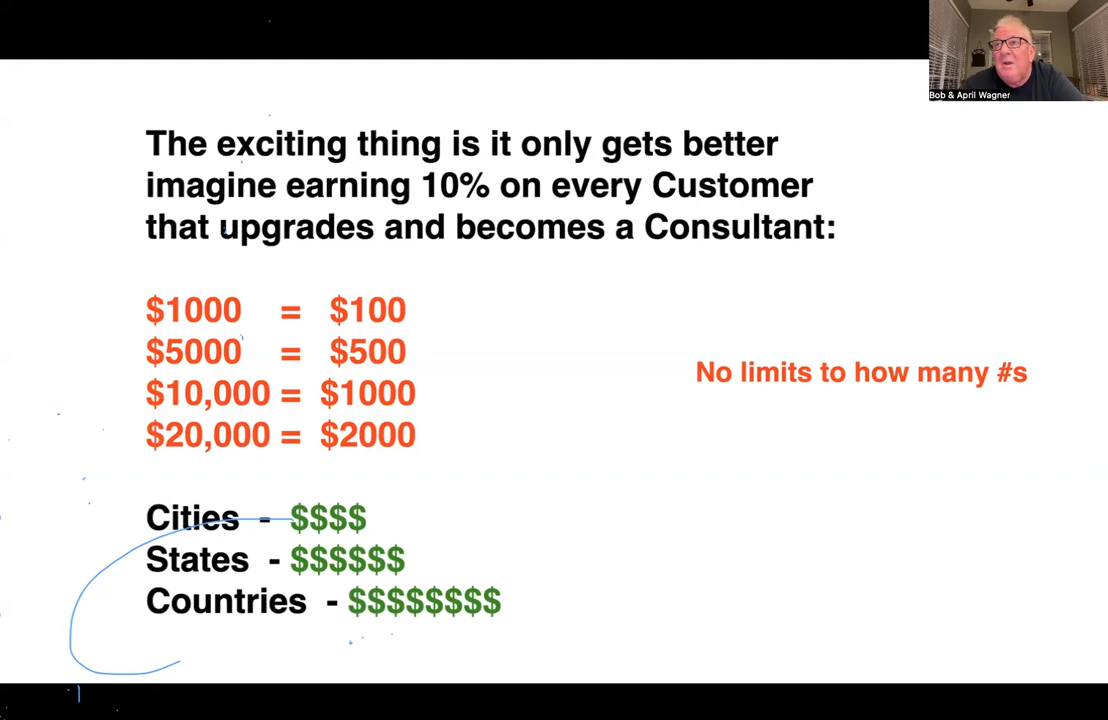 Bob & April Wagner
The exciting thing is it only gets better
imagine earning 10% on every Customer
that upgrades and becomes a Consultant:
$1000 = $100
$5000 = $500
$10,000 = $1000
$20,000 = $2000
No limits to how many #s
Cities - $$$$
States - $$$$$$
Countries - $$$$$$$$